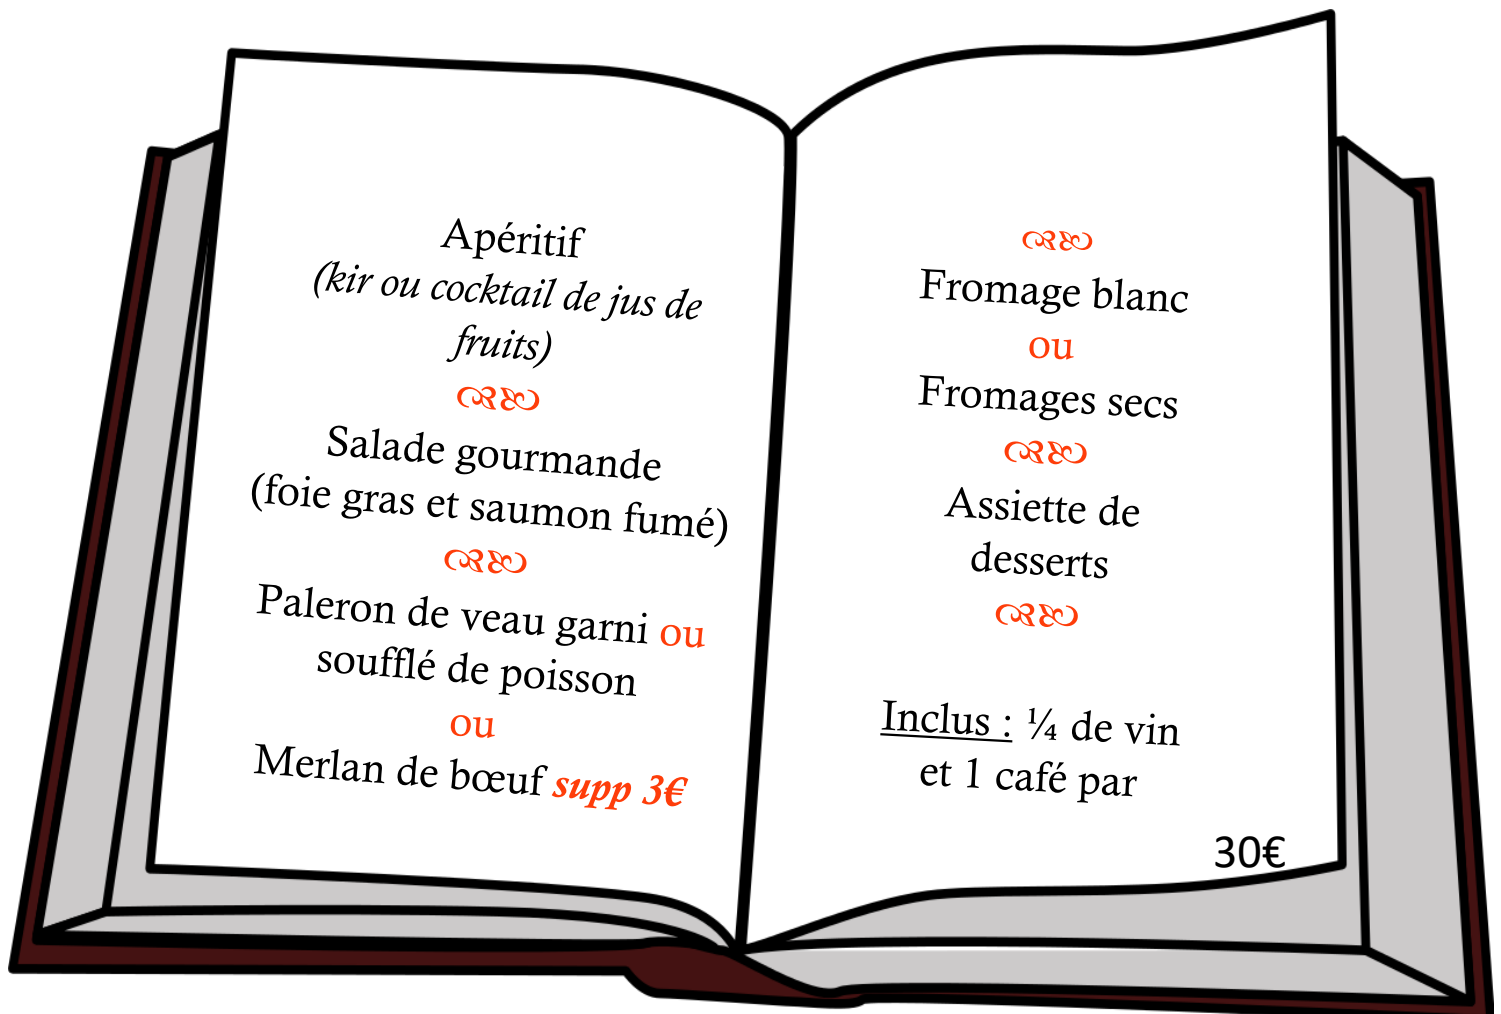 Apéritif
(kir ou cocktail de jus de
fruits)
Salade gourmande
(foie gras et saumon fumé)
Paleron de veau garni ou
soufflé de poisson
ou
Merlan de bœuf supp 3€
Fromage blanc
ou
Fromages secs
Assiette de
desserts
Inclus : ¼ de vin
et 1 café par
30€